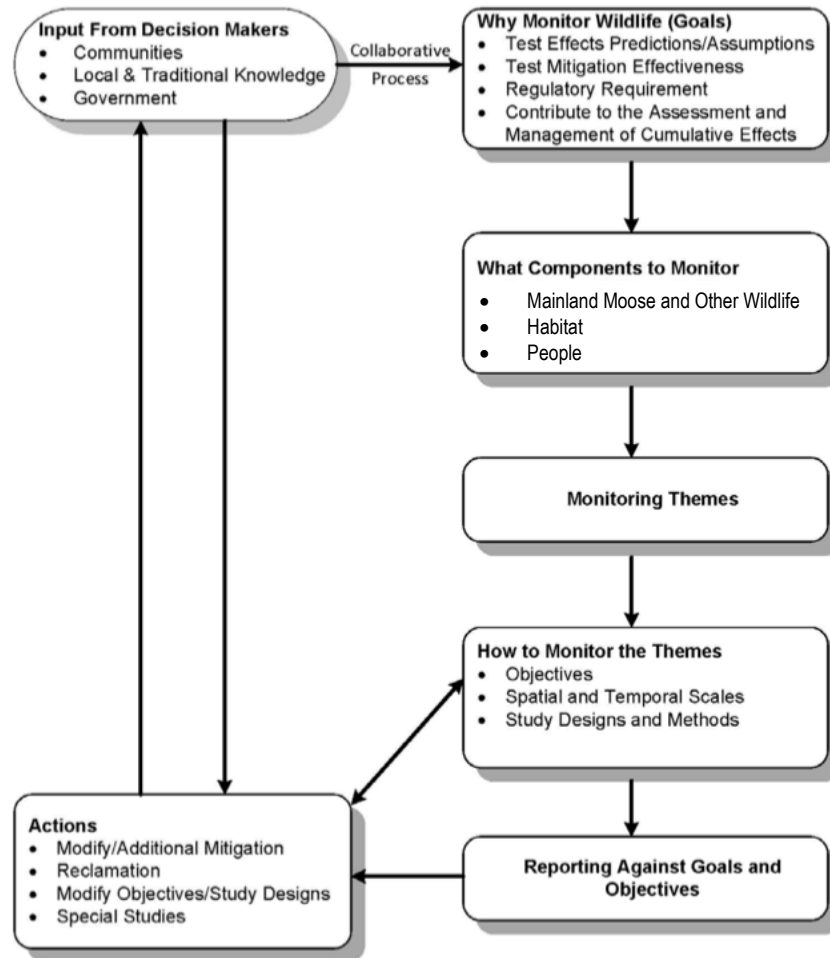 Input From Decision Makers
• Communities
• Local & Traditional Knowledge
• Government
Collaborative
Process
Why Monitor Wildlife (Goals)
• Test Effects Predictions/Assumptions
• Test Mitigation Effectiveness
• Regulatory Requirement
• Contribute to the Assessment and
Management of Cumulative Effects
What Components to Monitor
• Mainland Moose and Other Wildlife
• Habitat
• People
Monitoring Themes
How to Monitor the Themes
• Objectives
• Spatial and Temporal Scales
• Study Designs and Methods
Actions
• Modify/Additional Mitigation
• Reclamation
• Modify Objectives/Study Designs
• Special Studies
Reporting Against Goals and
Objectives